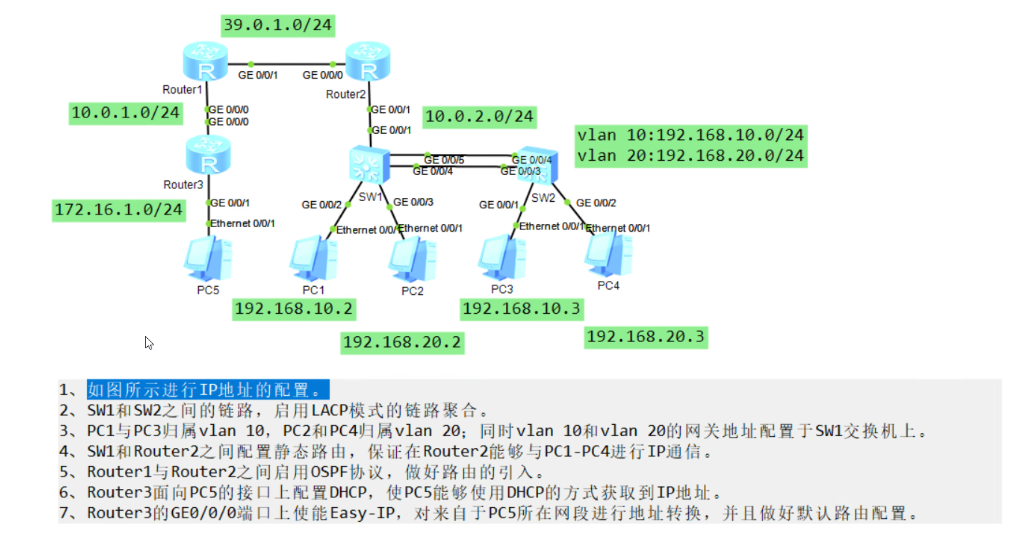 39.0.1.0/24
GE 0/0/1
GE 0/0/0
Router1
Router2
10.0.1.0/24
GE 0/0/0
GE 0/0/0
GE 0/0/1
10.0.2.0/24
GE 0/0/1
vlan 10:192.168.10.0/24
vlan 20:192.168.20.0/24
GE 0/0/5
GE 0/0/4
GE 0/0/4
GE 0/0/3
Router3
SW1
SW2
172.16.1.0/24
GE 0/0/1
GE 0/0/2
GE 0/0/3
GE 0/0/1
GE 0/0/2
Ethernet 0/0/1
Ethernet 0/0/
Ethernet 0/0/1
Ethernet 0/0/1
Ethernet 0/0/1
PC5
PC1
PC2
PC3
PC4
192.168.10.2
192.168.10.3
192.168.20.2
192.168.20.3
1、如图所示进行IP地址的配置。
2、SW1和SW2之间的链路，启用LACP模式的链路聚合。
3、PC1与PC3归属vlan 10，PC2和PC4归属vlan 20；同时vlan 10和vlan 20的网关地址配置于SW1交换机上。
4、SW1和Router2之间配置静态路由，保证在Router2能够与PC1-PC4进行IP通信。
5、Router1与Router2之间启用OSPF协议，做好路由的引入。
6、Router3面向PC5的接口上配置DHCP，使PC5能够使用DHCP的方式获取到IP地址。
7、Router3的GE0/0/0端口上使能Easy-IP，对来自于PC5所在网段进行地址转换，并且做好默认路由配置。